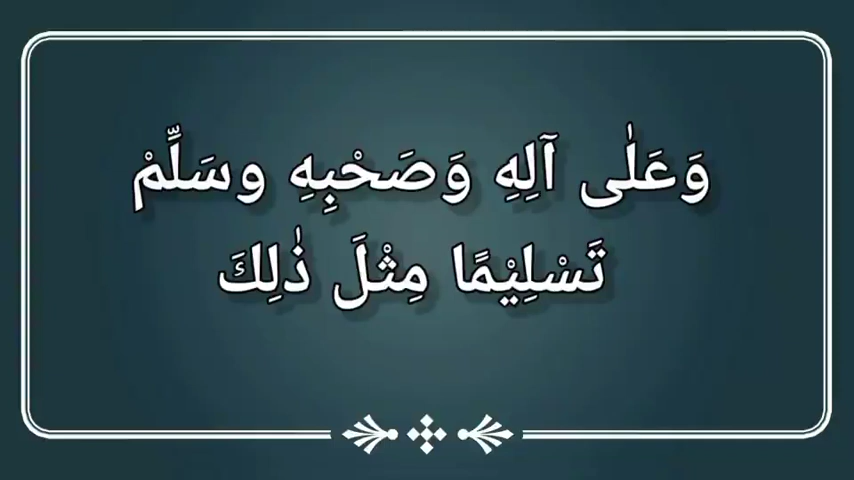 وَعَلٰى آلِهِ وَصَحْبِهِ وسَلِّمْ
تَسْلِيْمًا مِثْلَ ذٰلِكَ